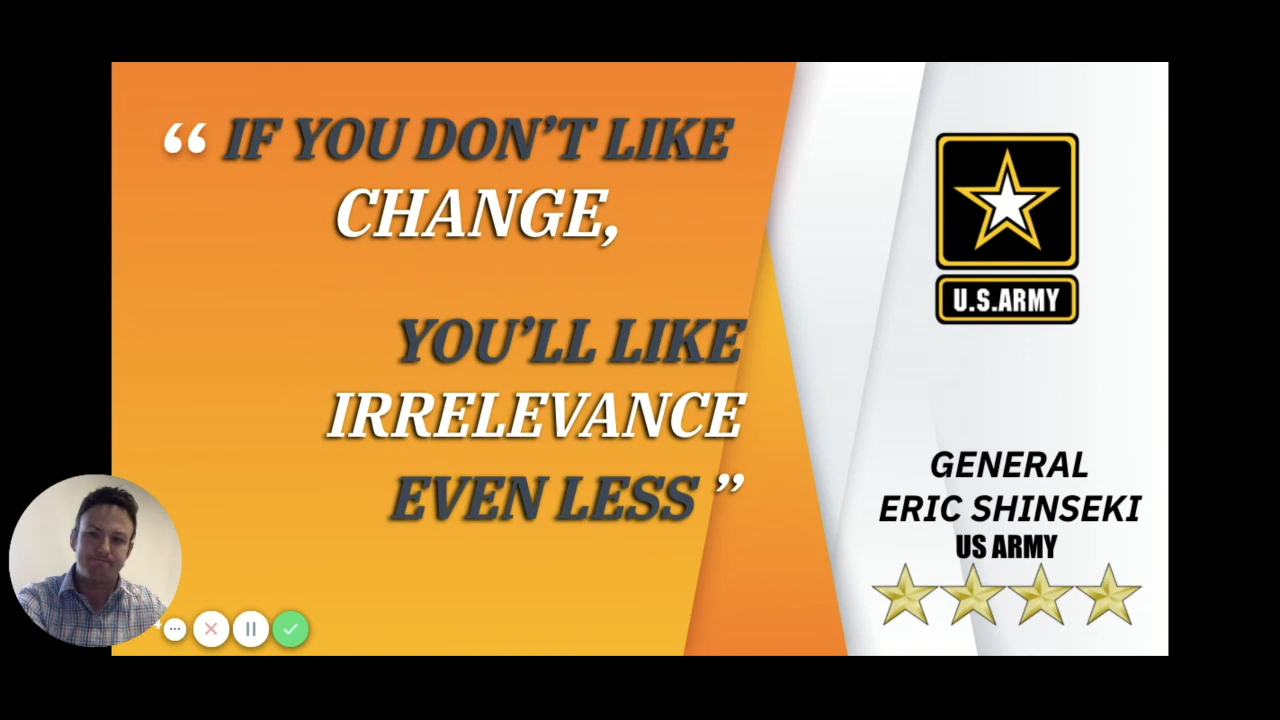 “ IF YOU DON’T LIKE
CHANGE,
YOU’LL LIKE
IRRELEVANCE
EVEN LESS ”
U.S.ARMY
GENERAL
ERIC SHINSEKI
US ARMY